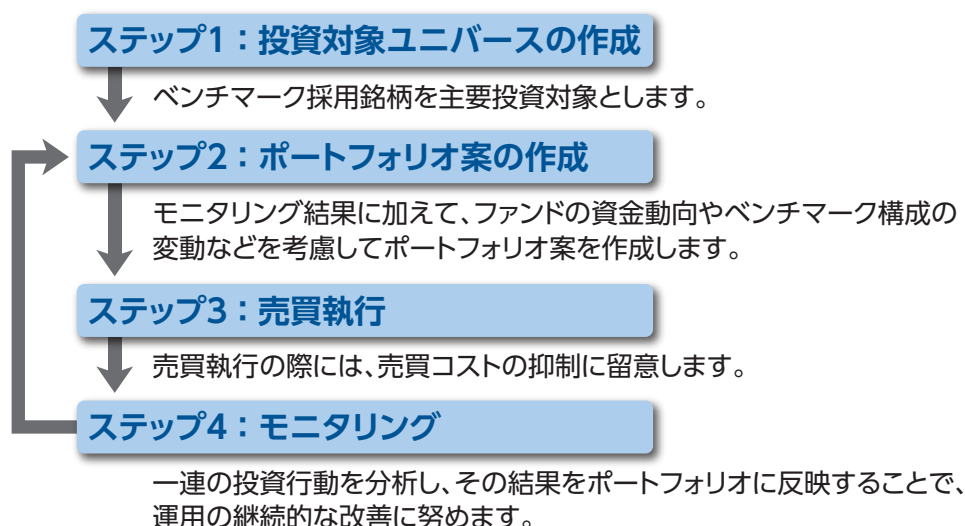 ステップ1：投資対象ユニバースの作成
ベンチマーク採用銘柄を主要投資対象とします。
ステップ2：ポートフォリオ案の作成
モニタリング結果に加えて、ファンドの資金動向やベンチマーク構成の
変動などを考慮してポートフォリオ案を作成します。
ステップ3：売買執行
売買執行の際には、売買コストの抑制に留意します。
ステップ4：モニタリング
一連の投資行動を分析し、その結果をポートフォリオに反映することで、
運用の継続的な改善に努めます。